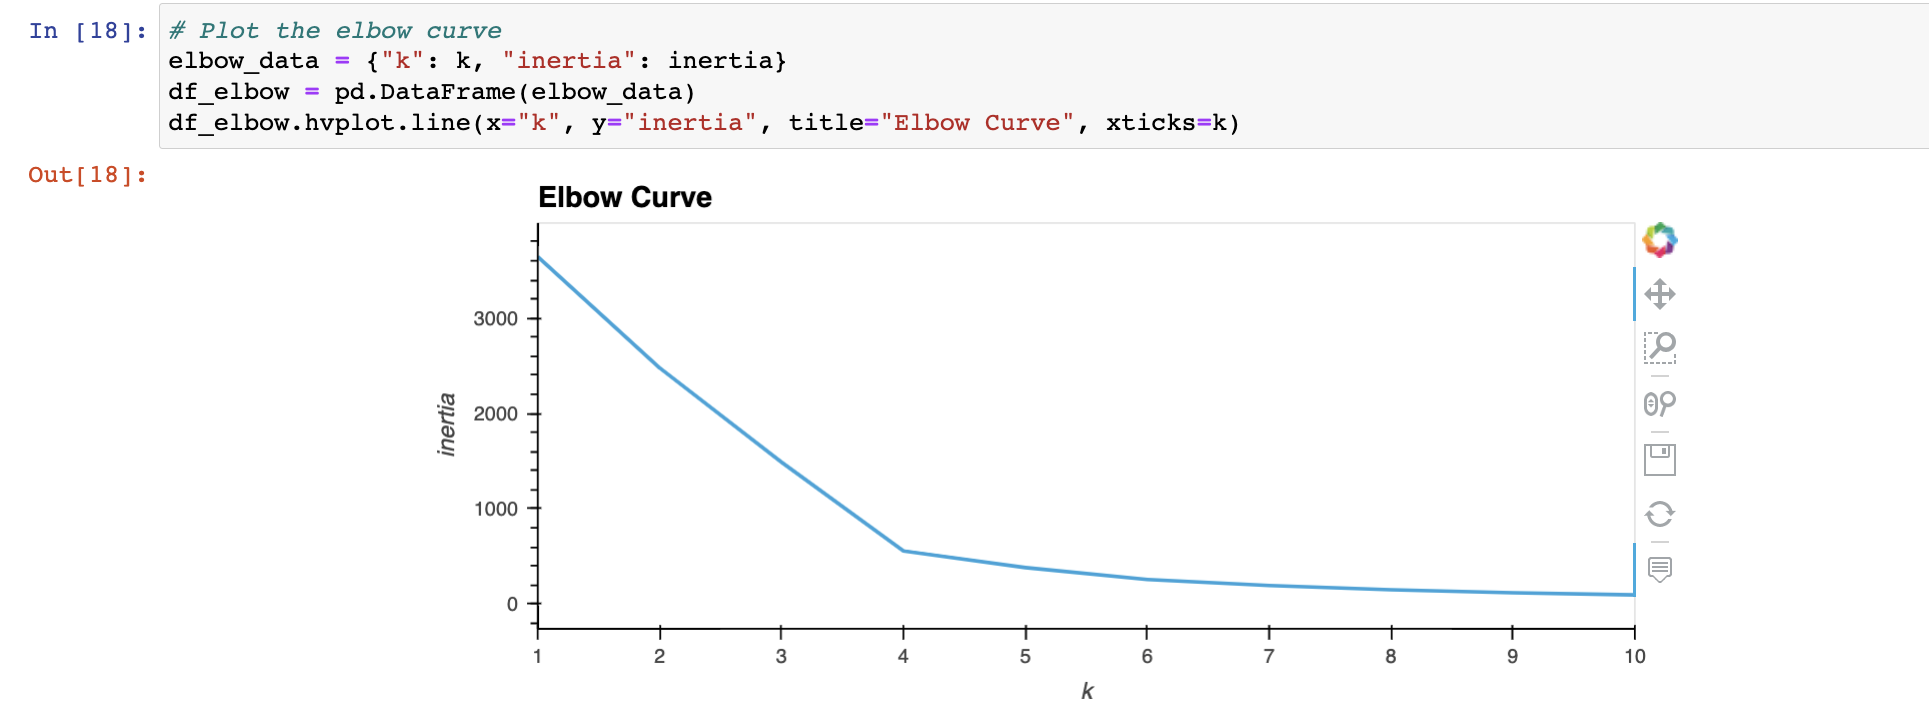 In [18]: # Plot the elbow curve
elbow_data = {"k": k, "inertia": inertia}
df_elbow = pd.DataFrame(elbow_data)
df_elbow.hvplot.line(x="k", y="inertia", title="Elbow Curve", xticks=k)
Out[18]:
Elbow Curve
3000
2000
1000
0
inertia
1 2 3 4 5 6 7 8 9 10
k